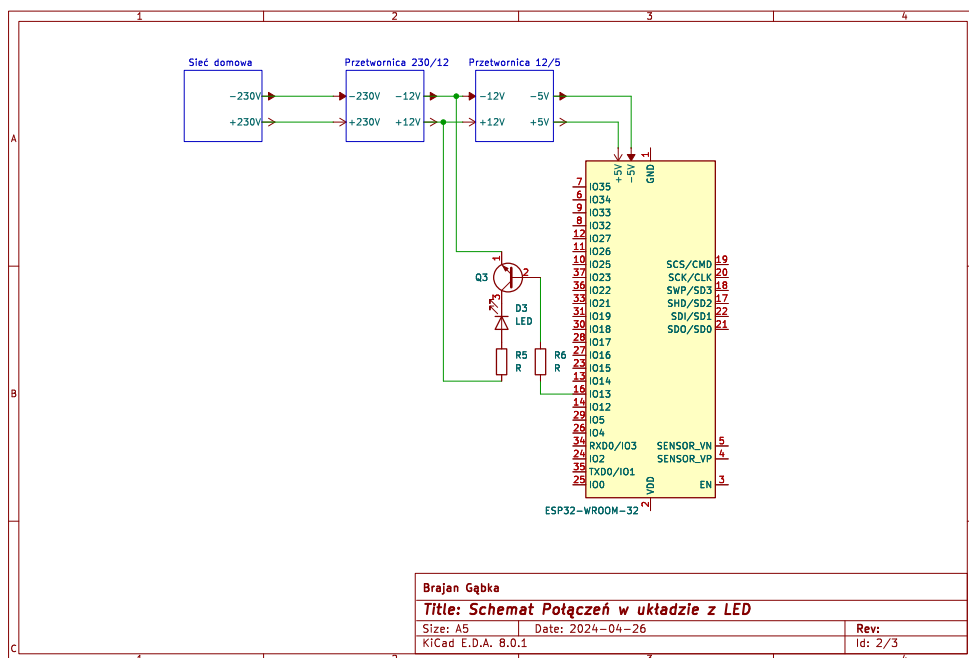 1 2 3 4
Sieć domowa Przetwornica 230/12 Przetwornica 12/5
-230V -230V -12V -12V -5V
+230V +230V +12V +12V +5V
A
+5V -5V GND 1
7 IO35
6 IO34
9 IO33
8 IO32
12 IO27
11 IO26
10 IO25 SCS/CMD 19
37 IO23 SCK/CLK 20
36 IO22 SWP/SD3 18
33 IO21 SHD/SD2 17
31 IO19 SDI/SD1 22
30 IO18 SDO/SD0 21
28 IO17
27 IO16
23 IO15
13 IO14
16 IO13
14 IO12
29 IO5
26 IO4
34 RXD0/IO3 SENSOR_VN 5
24 IO2 SENSOR_VP 4
35 TXD0/IO1
25 IO0 EN 3
VDD 2
ESP32-WROOM-32
1
Q3 2
3
D3
LED
R5 R6
R R
B
Brajan Gąbka
Title: Schemat Połączeń w układzie z LED
Size: A5 Date: 2024-04-26 Rev:
KiCad E.D.A. 8.0.1 Id: 2/3
C
1 2 3 4